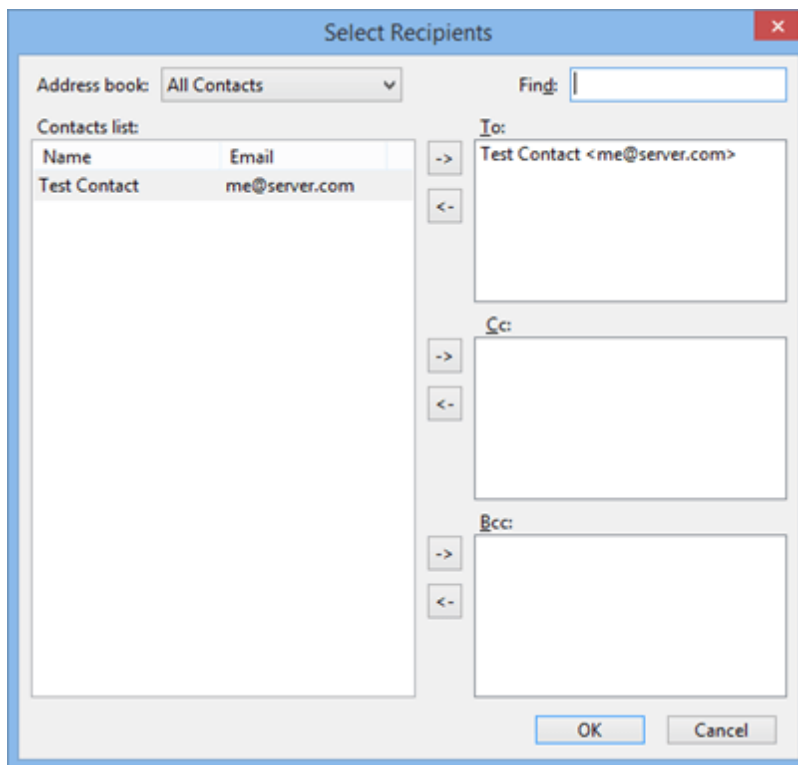 Select Recipients
x
Address book: All Contacts
Find:
Contacts list:
Name Email
Test Contact me@server.com
To:
->
<-
Test Contact <me@server.com>
Cc:
->
<-
Bcc:
->
<-
OK Cancel